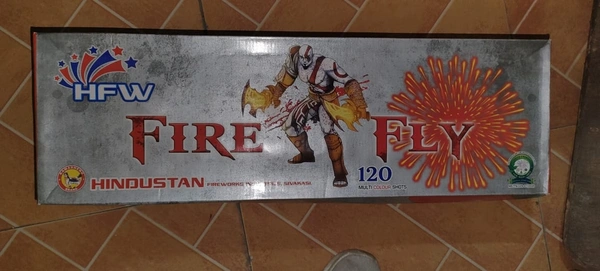 HFW
FIRE FLY
HINDUSTAN
120
MULTI COLOUR SHOTS